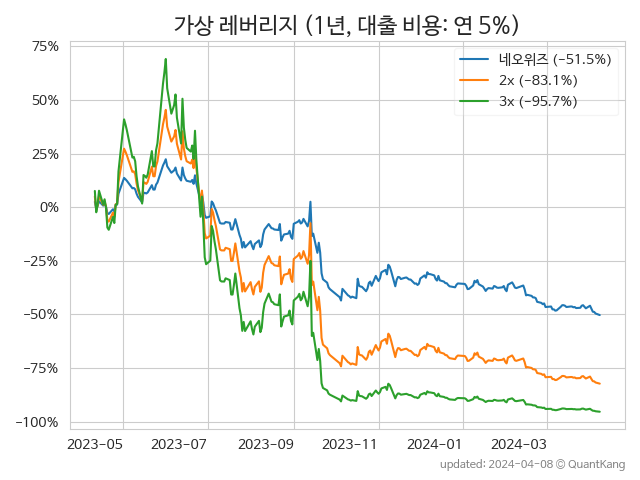 가상 레버리지 (1년, 대출 비용: 연 5%)
75%
50%
25%
0%
−25%
−50%
−75%
−100%
네오위즈 (−51.5%)
2x (−83.1%)
3x (−95.7%)
2023-05 2023-07 2023-09 2023-11 2024-01 2024-03
updated: 2024-04-08 © QuantKang